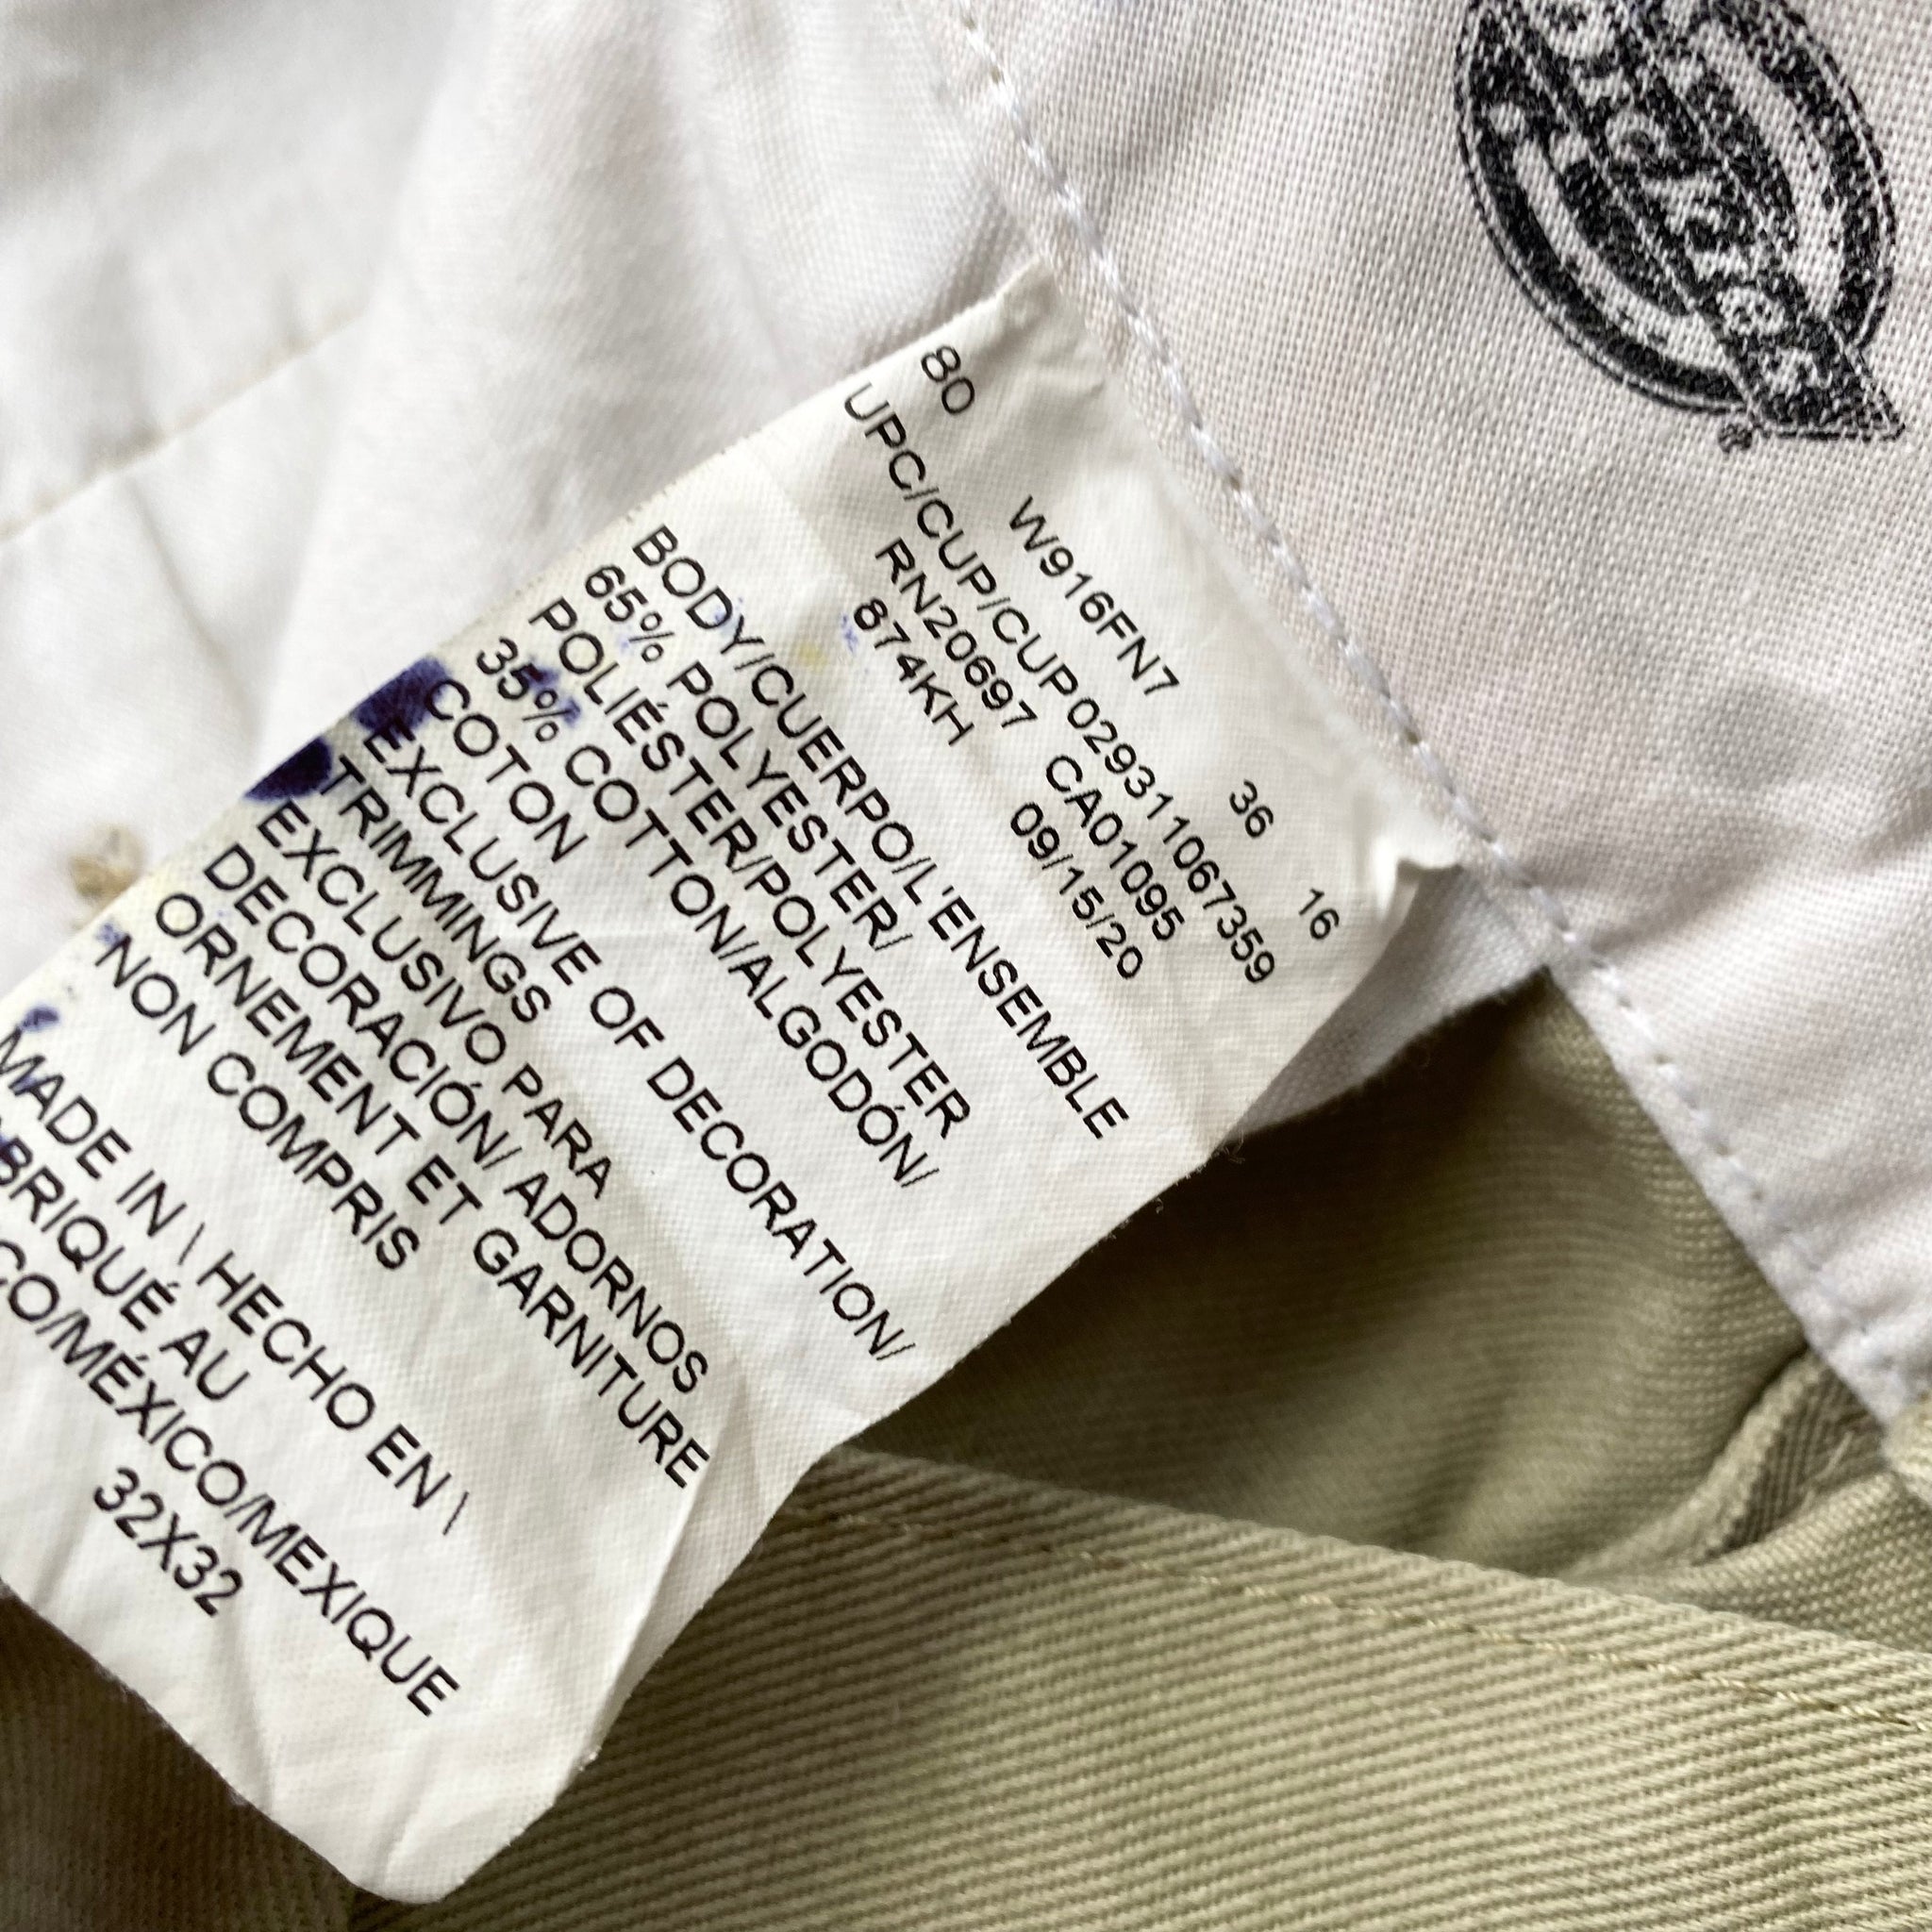 Dickies
®
80
W916FN7 36 16
UPC/CUP/CUP029311067359
RN20697 CA01095
874KH 09/15/20
BODY/CUERPO/L'ENSEMBLE
65% POLYESTER/
POLIÉSTER/POLYESTER
35% COTTON/ALGODÓN/
COTON
EXCLUSIVE OF DECORATION/
TRIMMINGS
EXCLUSIVO PARA
DECORACIÓN/ ADORNOS
ORNEMENT ET GARNITURE
NON COMPRIS
MADE IN \ HECHO EN \
BRIQUÉ AU
CO/MÉXICO/MEXIQUE
32X32